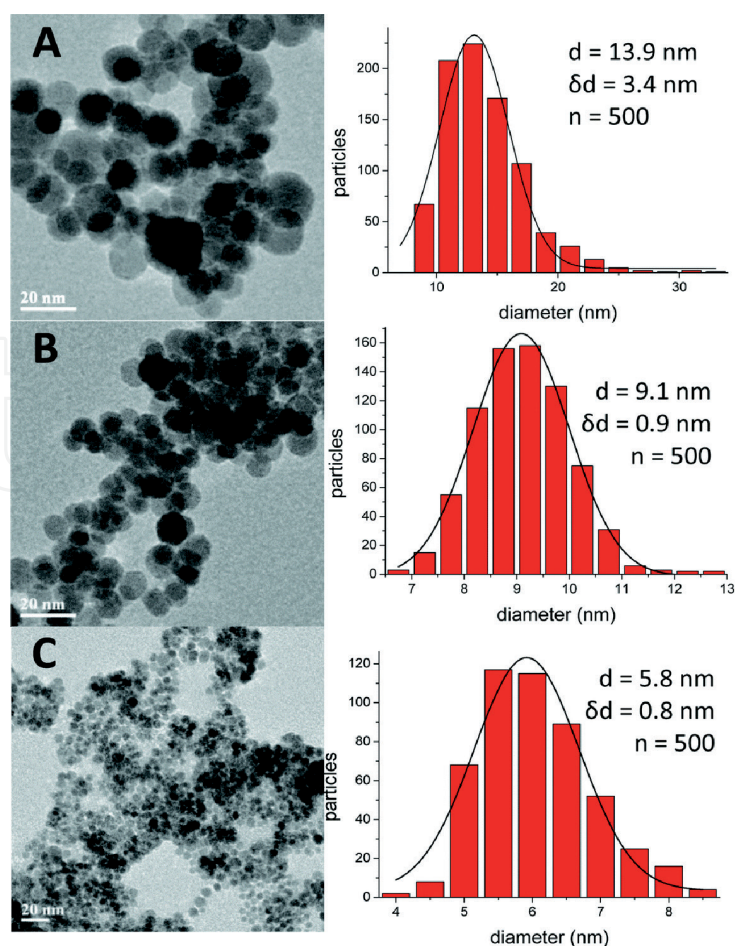 A
20 nm
d = 13.9 nm
δd = 3.4 nm
n = 500
particles
200
150
100
50
0
10
20
30
diameter (nm)
B
20 nm
d = 9.1 nm
δd = 0.9 nm
n = 500
particles
160
140
120
100
80
60
40
20
0
7
8
9
10
11
12
13
diameter (nm)
C
20 nm
d = 5.8 nm
δd = 0.8 nm
n = 500
particles
120
100
80
60
40
20
0
4
5
6
7
8
diameter (nm)